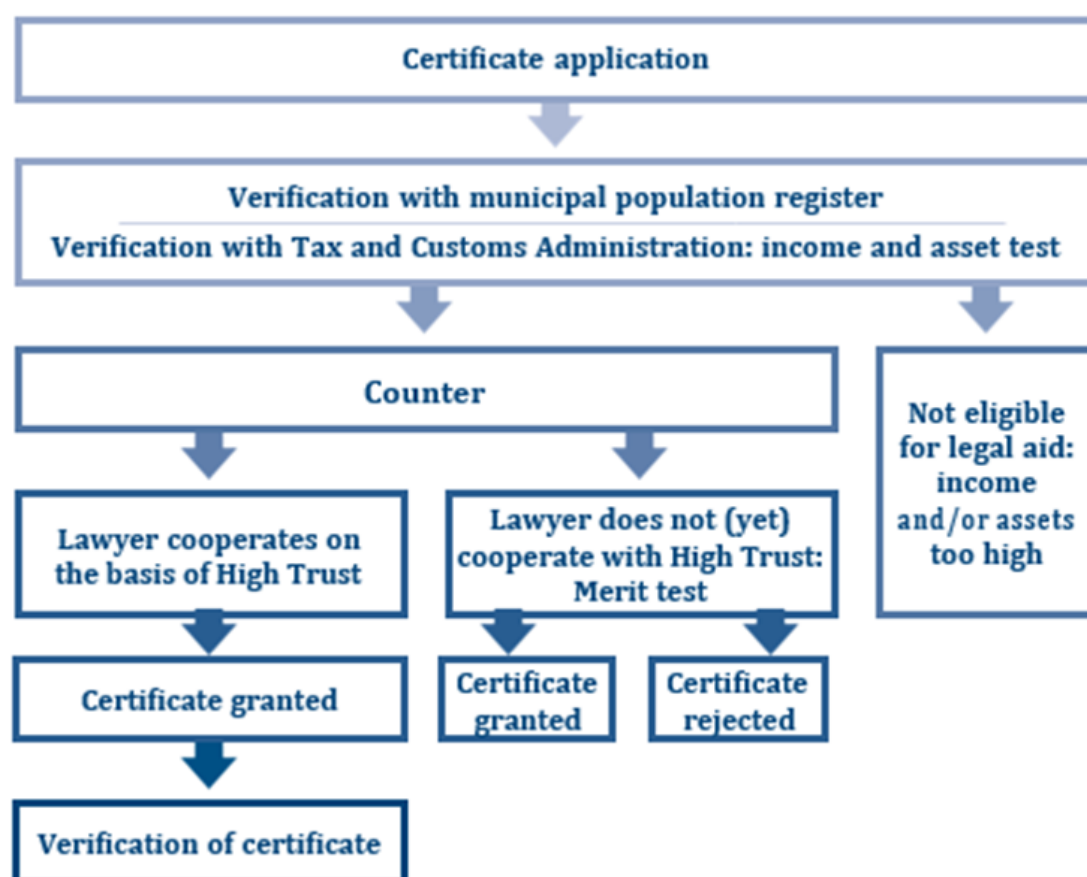 Certificate application
Verification with municipal population register
Verification with Tax and Customs Administration: income and asset test
Counter
Not eligible
for legal aid:
income
and/or assets
too high
Lawyer cooperates on
the basis of High Trust
Lawyer does not (yet)
cooperate with High Trust:
Merit test
Certificate granted
Certificate
granted
Certificate
rejected
Verification of certificate